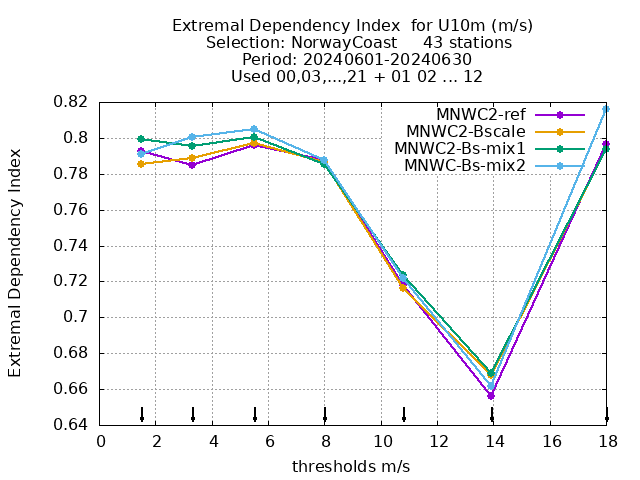 Extremal Dependency Index  for U10m (m/s)
Selection: NorwayCoast     43 stations
Period: 20240601-20240630
Used 00,03,...,21 + 01 02 ... 12
MNWC2-ref
MNWC2-Bscale
MNWC2-Bs-mix1
MNWC-Bs-mix2
Extremal Dependency Index
0.82
0.8
0.78
0.76
0.74
0.72
0.7
0.68
0.66
0.64
0 2 4 6 8 10 12 14 16 18
thresholds m/s